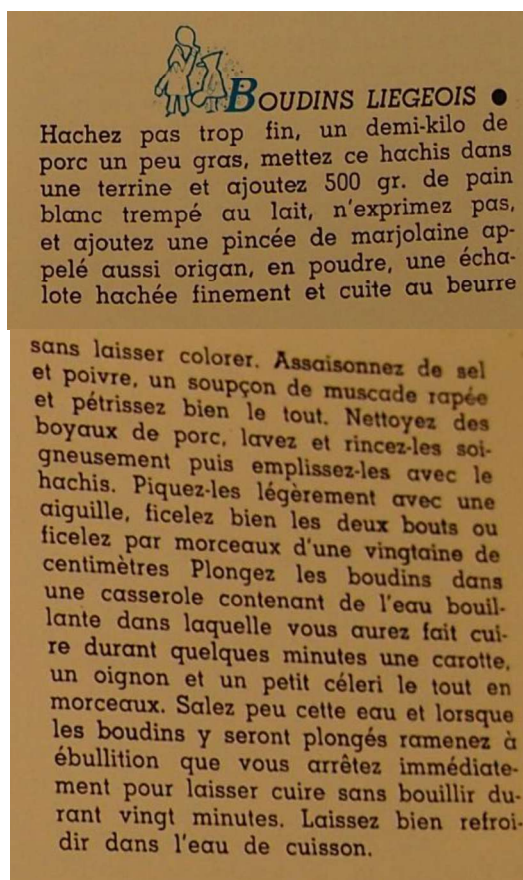 BOUDINS LIEGEOIS ●
Hachez pas trop fin, un demi-kilo de
porc un peu gras, mettez ce hachis dans
une terrine et ajoutez 500 gr. de pain
blanc trempé au lait, n'exprimez pas,
et ajoutez une pincée de marjolaine ap-
pelé aussi origan, en poudre, une écha-
lote hachée finement et cuite au beurre
sans laisser colorer. Assaisonnez de sel
et poivre, un soupçon de muscade rapée
et pétrissez bien le tout. Nettoyez des
boyaux de porc, lavez et rincez-les soi-
gneusement puis emplissez-les avec le
hachis. Piquez-les légèrement avec une
aiguille, ficelez bien les deux bouts ou
ficelez par morceaux d'une vingtaine de
centimètres Plongez les boudins dans
une casserole contenant de l'eau bouil-
lante dans laquelle vous aurez fait cui-
re durant quelques minutes une carotte,
un oignon et un petit céleri le tout en
morceaux. Salez peu cette eau et lorsque
les boudins y seront plongés ramenez à
ébullition que vous arrêtez immédiate-
ment pour laisser cuire sans bouillir du-
rant vingt minutes. Laissez bien refroi-
dir dans l'eau de cuisson.